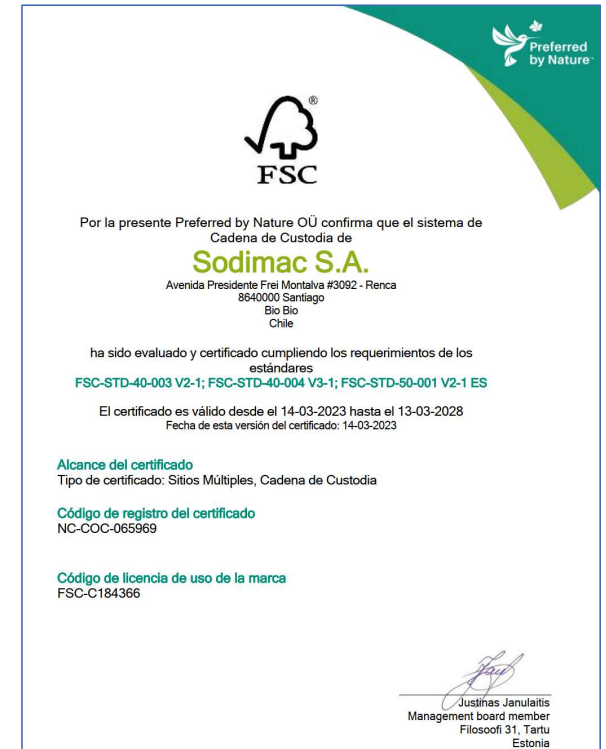 Preferred
by Nature™
®
FSC
Por la presente Preferred by Nature OÜ confirma que el sistema de
Cadena de Custodia de
Sodimac S.A.
Avenida Presidente Frei Montalva #3092 - Renca
8640000 Santiago
Bio Bio
Chile
ha sido evaluado y certificado cumpliendo los requerimientos de los
estándares
FSC-STD-40-003 V2-1; FSC-STD-40-004 V3-1; FSC-STD-50-001 V2-1 ES
El certificado es válido desde el 14-03-2023 hasta el 13-03-2028
Fecha de esta versión del certificado: 14-03-2023
Alcance del certificado
Tipo de certificado: Sitios Múltiples, Cadena de Custodia
Código de registro del certificado
NC-COC-065969
Código de licencia de uso de la marca
FSC-C184366
Justinas Janulaitis
Management board member
Filosoofi 31, Tartu
Estonia